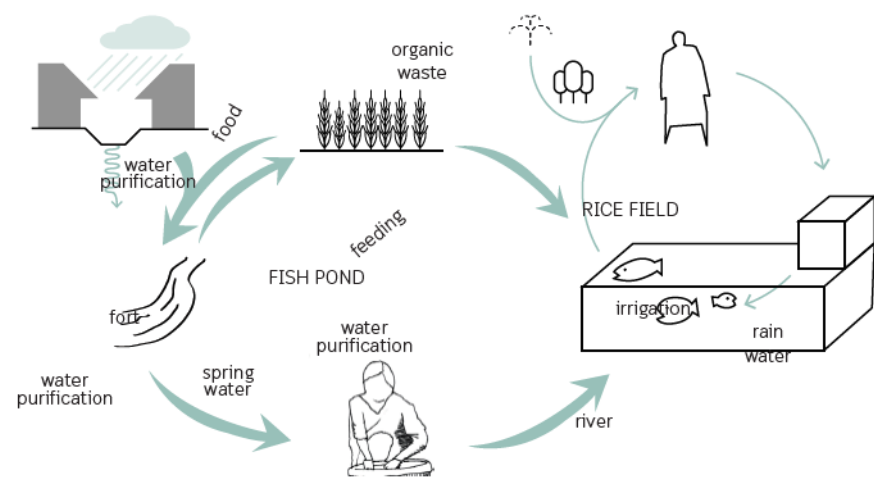 organic
waste
food
water
purification
RICE FIELD
feeding
FISH POND
fort
irrigation
rain
water
water
purification
water
purification
spring
water
river